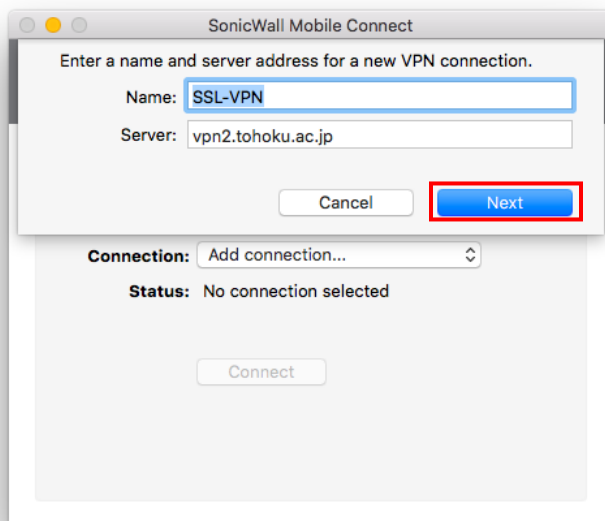 SonicWall Mobile Connect
Enter a name and server address for a new VPN connection.
Name: SSL-VPN
Server: vpn2.tohoku.ac.jp
Cancel Next
Connection: Add connection...
Status: No connection selected
Connect